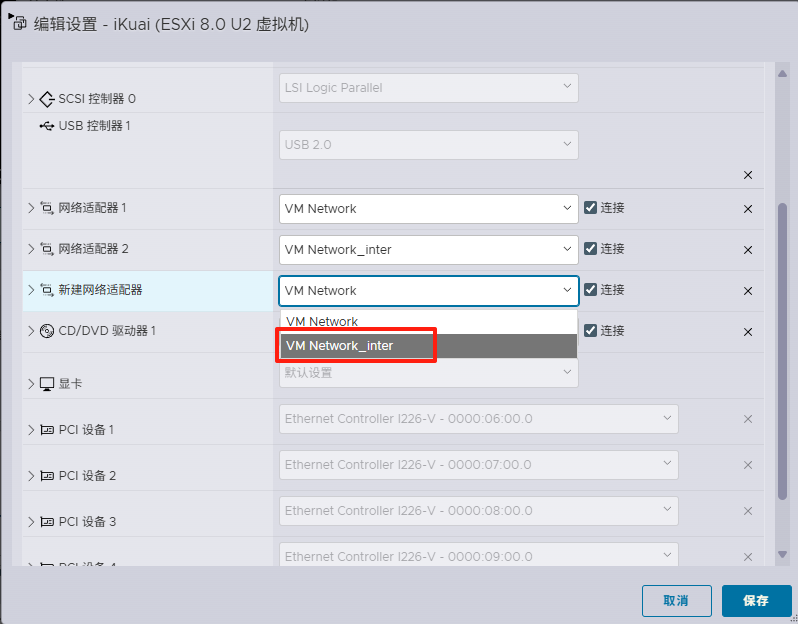 编辑设置 - iKuai (ESXi 8.0 U2 虚拟机)
SCSI 控制器 0
LSI Logic Parallel
USB 控制器 1
USB 2.0
网络适配器 1
VM Network
连接
网络适配器 2
VM Network_inter
连接
新建网络适配器
VM Network
连接
VM Network
CD/DVD 驱动器 1
连接
VM Network_inter
默认设置
显卡
Ethernet Controller I226-V - 0000:06:00.0
PCI 设备 1
Ethernet Controller I226-V - 0000:07:00.0
PCI 设备 2
Ethernet Controller I226-V - 0000:08:00.0
PCI 设备 3
Ethernet Controller I226-V - 0000:09:00.0
PCI 设备 4
取消
保存